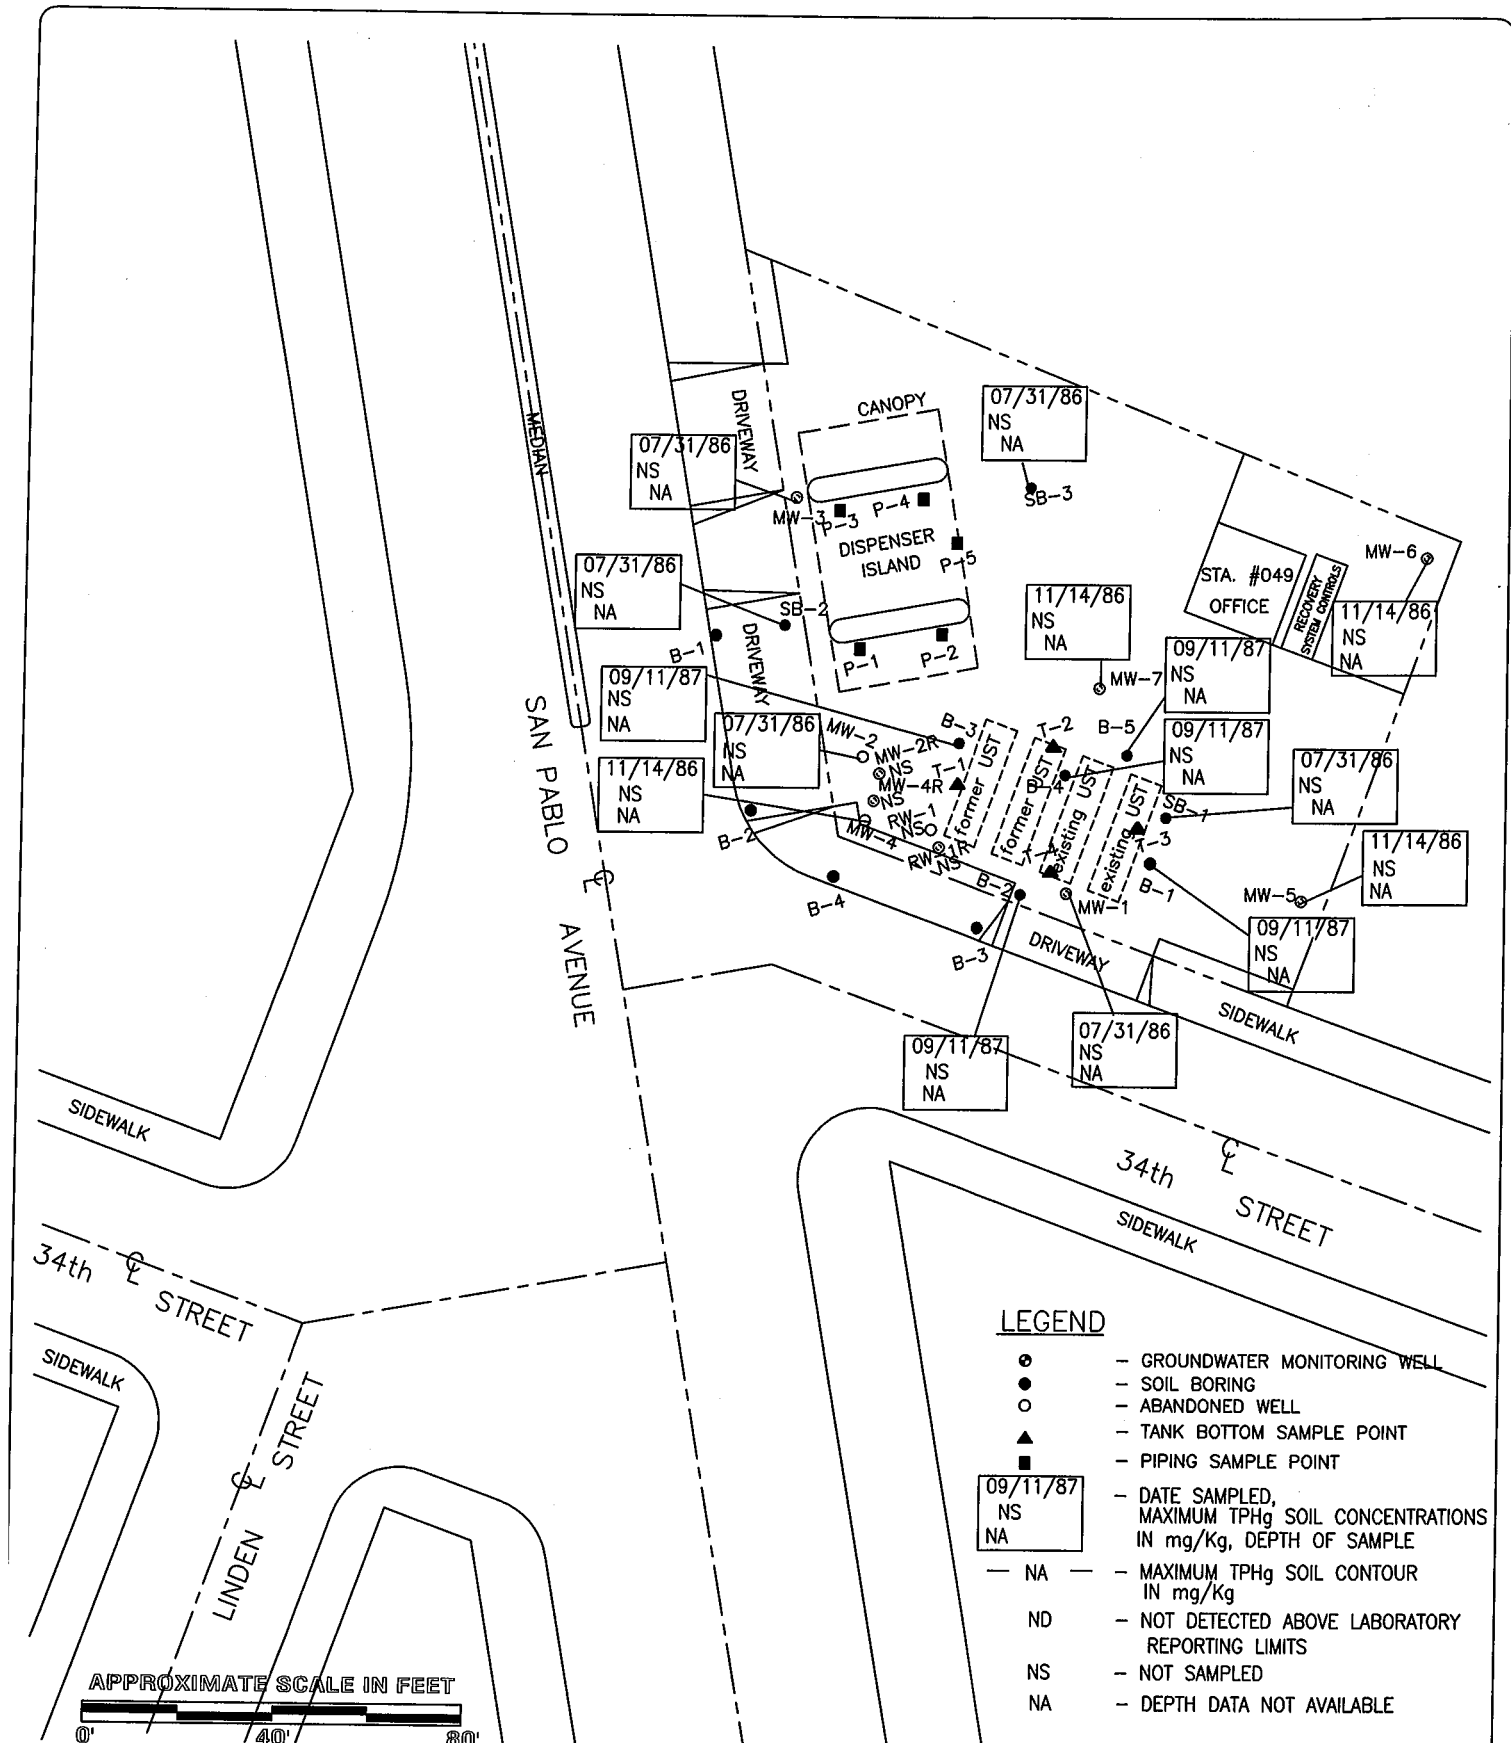 CANOPY
07/31/86
NS
NA
SB-3
DRIVEWAY
MEDIAN
07/31/86
NS
NA
MW-3
P-3
P-4
DISPENSER
ISLAND
P-5
MW-6
STA. #049
OFFICE
RECOVERY
SYSTEM CONTROLS
11/14/86
NS
NA
07/31/86
NS
NA
SB-2
B-1
DRIVEWAY
P-1
P-2
11/14/86
NS
NA
MW-7
09/11/87
NS
NA
B-5
09/11/87
NS
NA
09/11/87
NS
NA
07/31/86
NS
NA
11/14/86
NS
NA
MW-2
MW-2R
NS
MW-4R
NS
MW-4
RW-1
NS
RW-1R
NS
B-3
T-1
former UST
T-2
former UST
B-4
existing UST
existing UST
T-3
SB-1
07/31/86
NS
NA
B-1
11/14/86
NS
NA
MW-5
09/11/87
NS
NA
B-2
B-4
B-2
B-3
MW-1
DRIVEWAY
SIDEWALK
09/11/87
NS
NA
07/31/86
NS
NA
SAN PABLO AVENUE
℄
SIDEWALK
34th ℄ STREET
SIDEWALK
34th ℄ STREET
SIDEWALK
LINDEN ℄ STREET
LEGEND
– GROUNDWATER MONITORING WELL
– SOIL BORING
– ABANDONED WELL
– TANK BOTTOM SAMPLE POINT
– PIPING SAMPLE POINT
09/11/87
NS
NA
– DATE SAMPLED,
MAXIMUM TPHg SOIL CONCENTRATIONS
IN mg/Kg, DEPTH OF SAMPLE
— NA — – MAXIMUM TPHg SOIL CONTOUR
IN mg/Kg
ND – NOT DETECTED ABOVE LABORATORY
REPORTING LIMITS
NS – NOT SAMPLED
NA – DEPTH DATA NOT AVAILABLE
APPROXIMATE SCALE IN FEET
0' 40' 80'